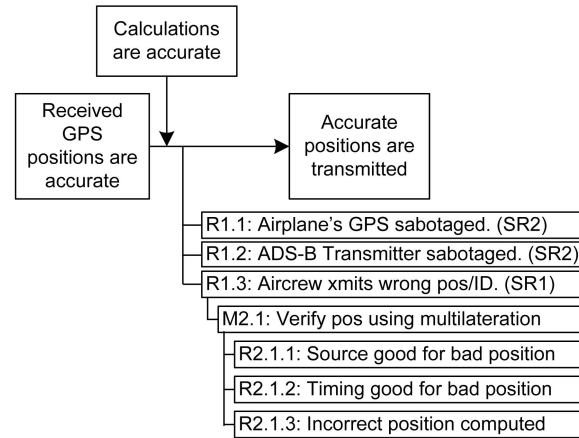 Calculations
are accurate
Received
GPS
positions are
accurate
Accurate
positions are
transmitted
R1.1: Airplane's GPS sabotaged. (SR2)
R1.2: ADS-B Transmitter sabotaged. (SR2)
R1.3: Aircrew xmits wrong pos/ID. (SR1)
M2.1: Verify pos using multilateration
R2.1.1: Source good for bad position
R2.1.2: Timing good for bad position
R2.1.3: Incorrect position computed